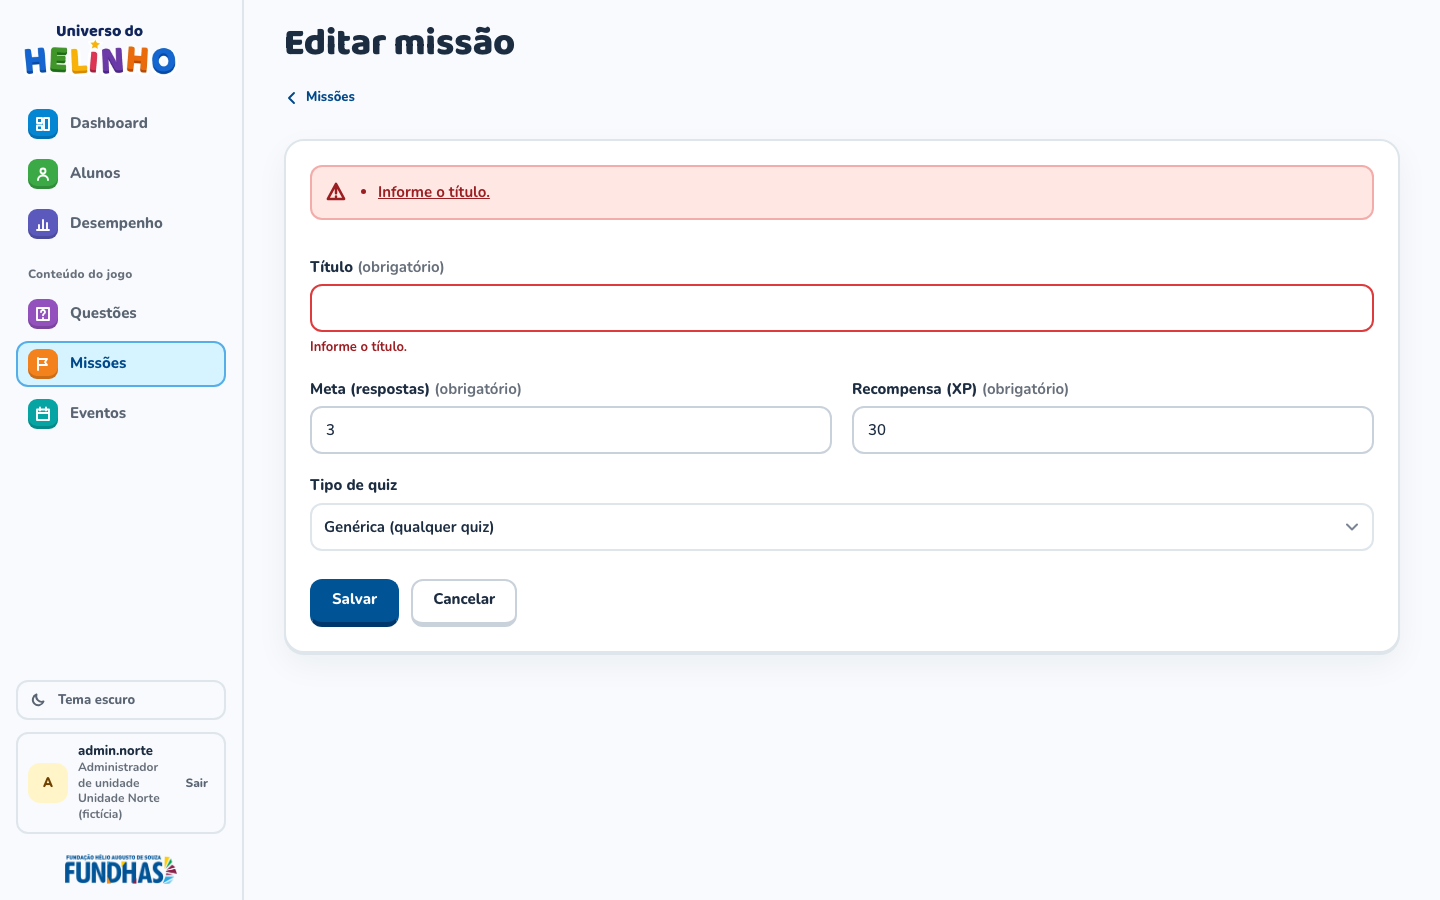 Universo do
HELiNHO
Dashboard
Alunos
Desempenho
Conteúdo do jogo
Questões
Missões
Eventos
Tema escuro
A
admin.norte
Administrador
de unidade
Unidade Norte
(fictícia)
Sair
FUNDAÇÃO HÉLIO AUGUSTO DE SOUZA
FUNDHAS
Editar missão
Missões
• Informe o título.
Título (obrigatório)
Informe o título.
Meta (respostas) (obrigatório)
3
Recompensa (XP) (obrigatório)
30
Tipo de quiz
Genérica (qualquer quiz)
Salvar
Cancelar